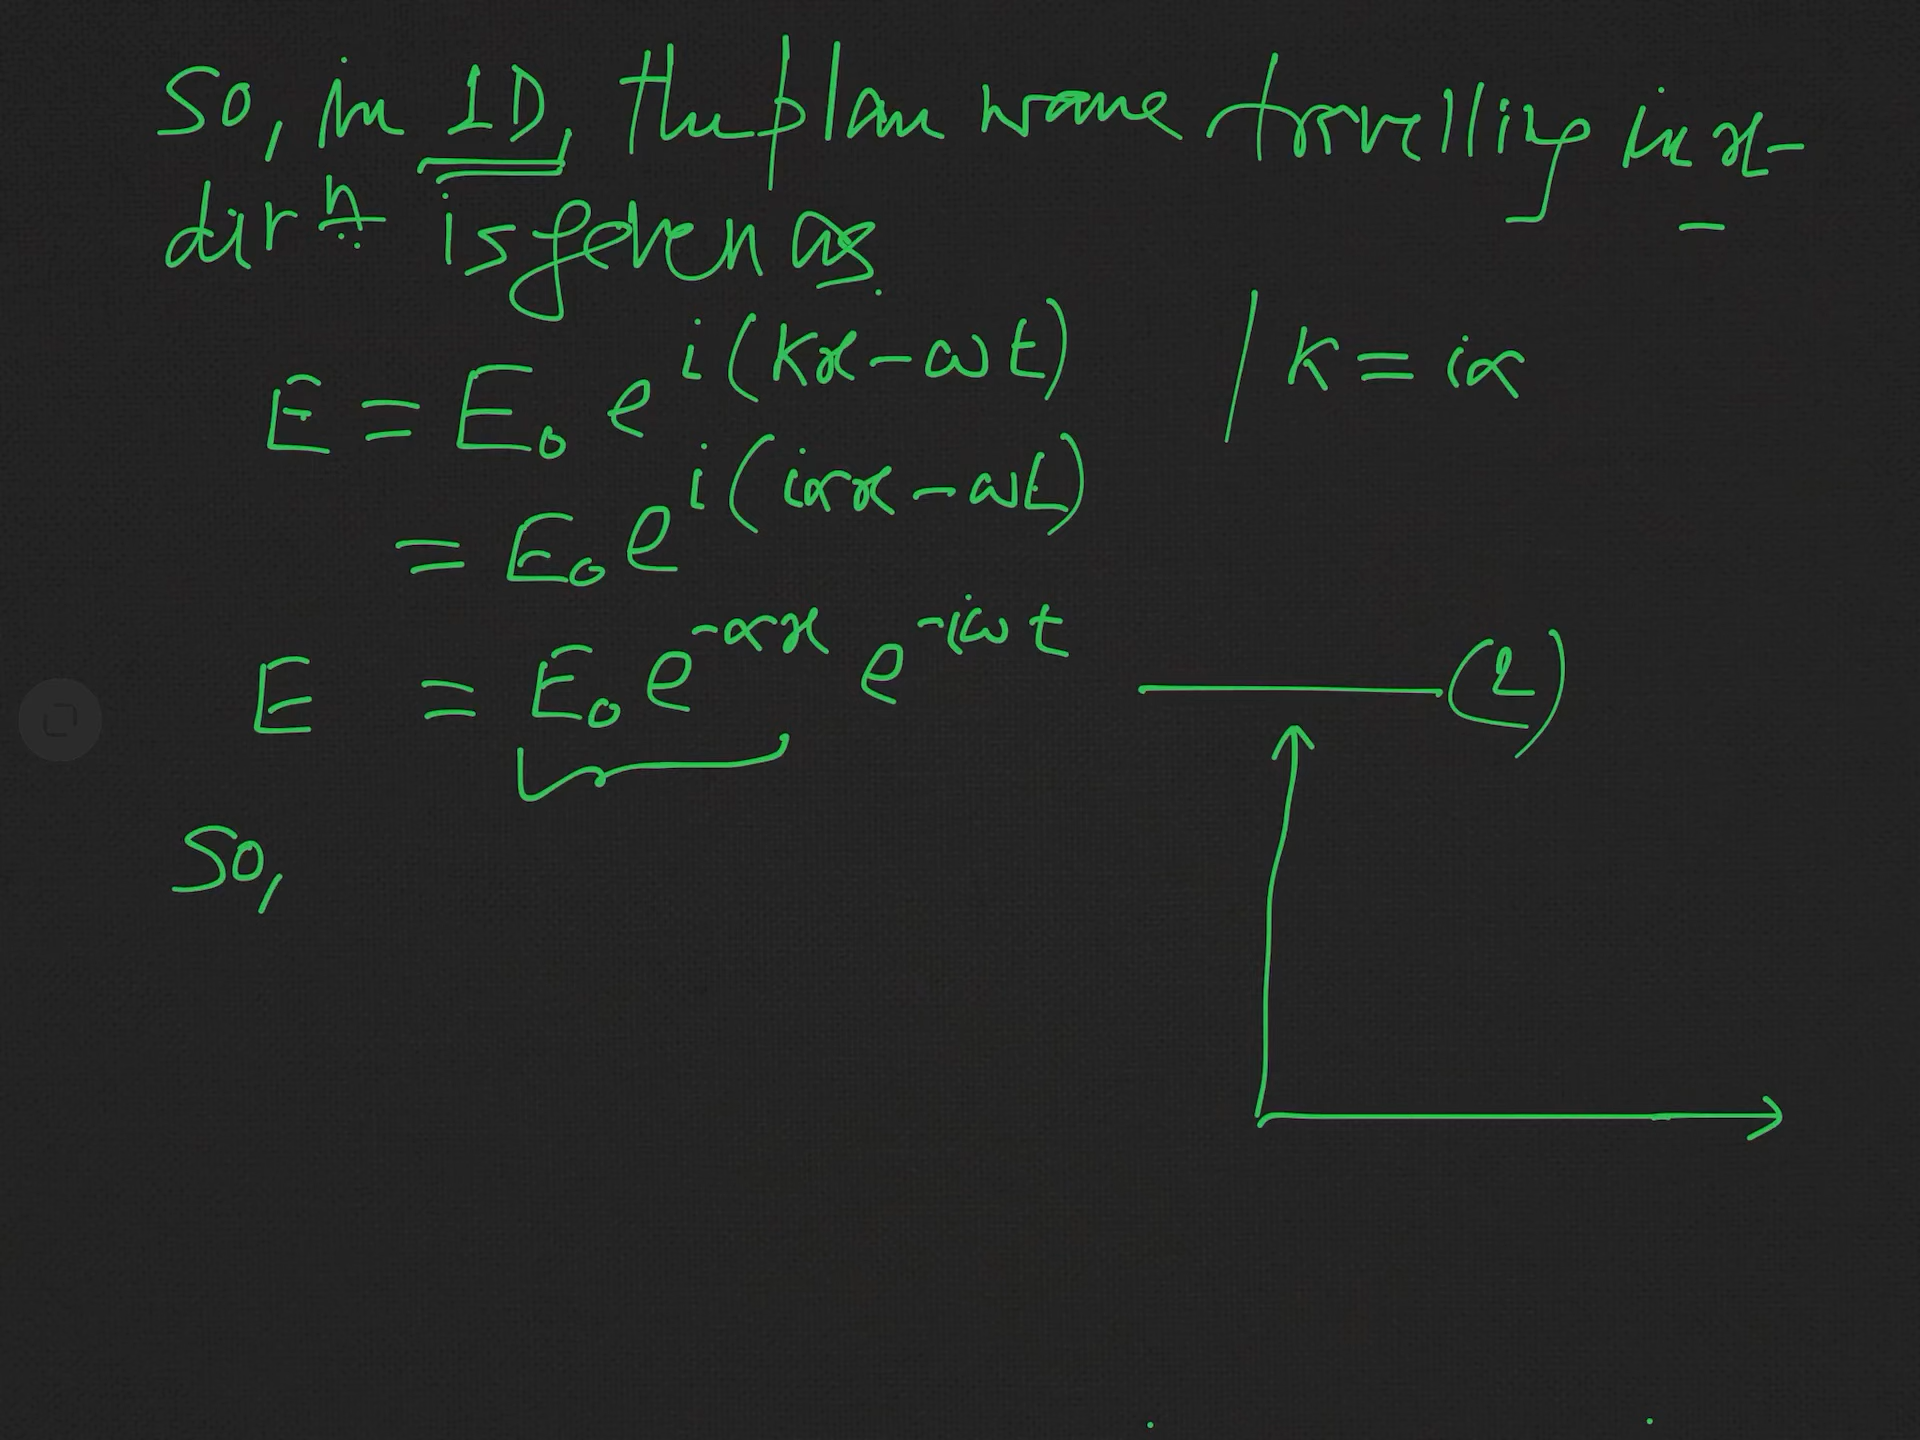 So, in 1D, the plan wave travelling in x-
dirⁿ is given as
E = E₀ e^{i(kx-ωt)} / k = iα
= E₀ e^{i(iαx-ωt)}
E = E₀ e^{-αx} e^{-iωt} —(2)
So,